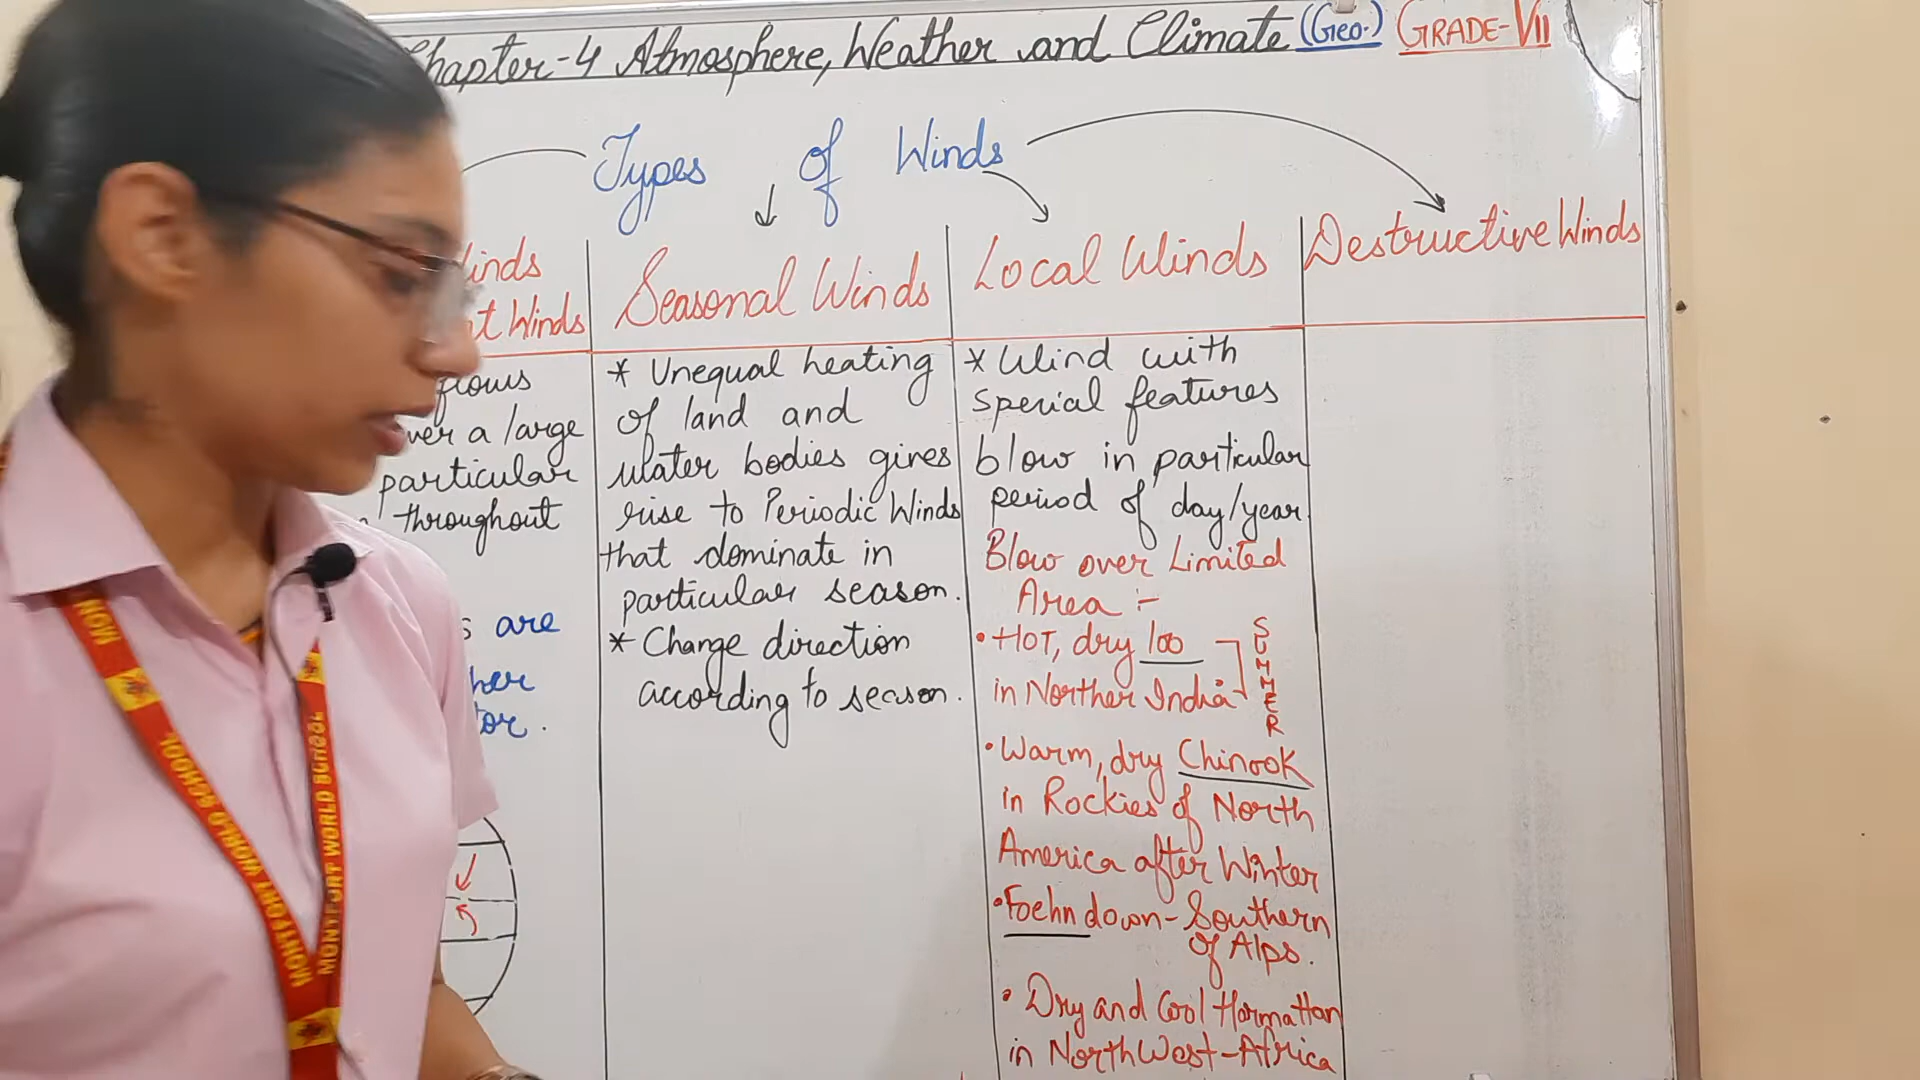 Chapter-4 Atmosphere, Weather and Climate (Geo.) GRADE-VII
Types of Winds
Winds
t Winds
Seasonal Winds
Local Winds
Destructive Winds
flows
ver a large
particular
throughout
s are
her
tor.
* Unequal heating
of land and
water bodies gives
rise to Periodic Winds
that dominate in
particular season.
* Change direction
according to season.
* Wind with
special features
blow in particular
period of day/year
Blow over Limited
Area :-
• HOT, dry loo
in Norther India
SUMMER
• Warm, dry Chinook
in Rockies of North
America after Winter
• Foehn down-Southern
of Alps.
• Dry and Cool Harmattan
in North West-Africa
MONTFORT WORLD SCHOOL
MONTFORT WORLD SCHOOL